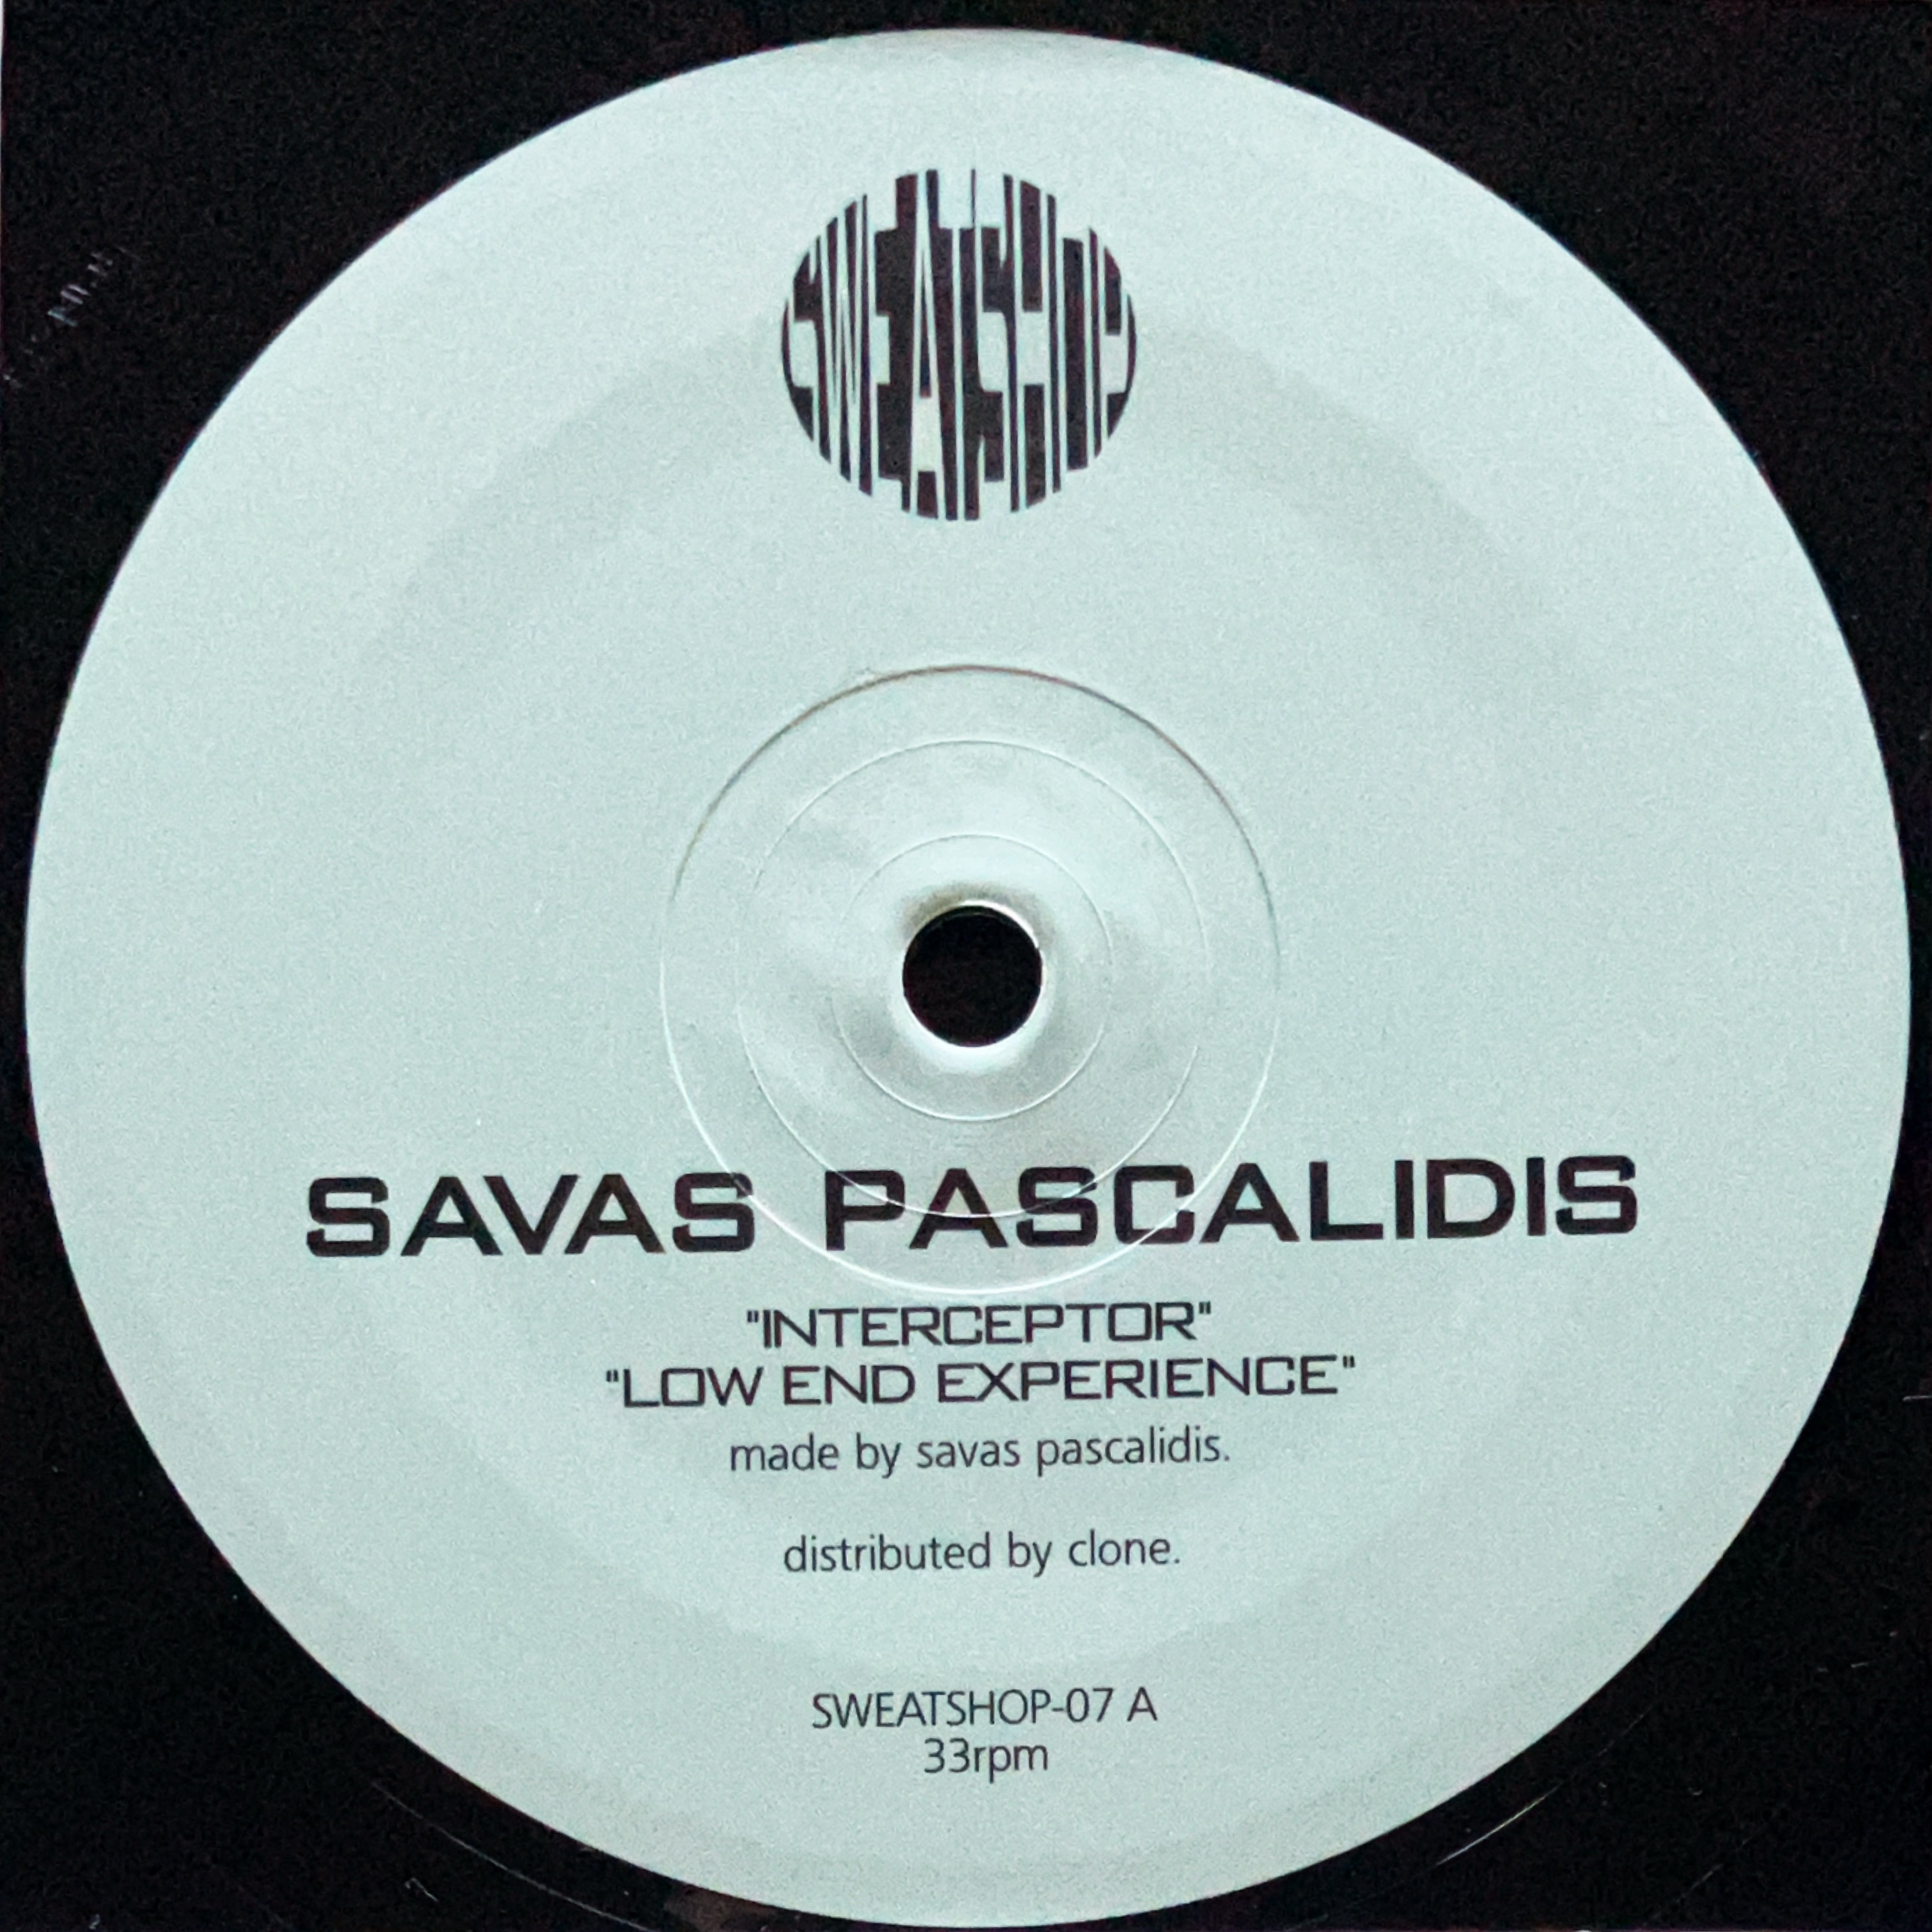 SWEATSHOP
SAVAS PASCALIDIS
"INTERCEPTOR"
"LOW END EXPERIENCE"
made by savas pascalidis.
distributed by clone.
SWEATSHOP-07 A
33rpm